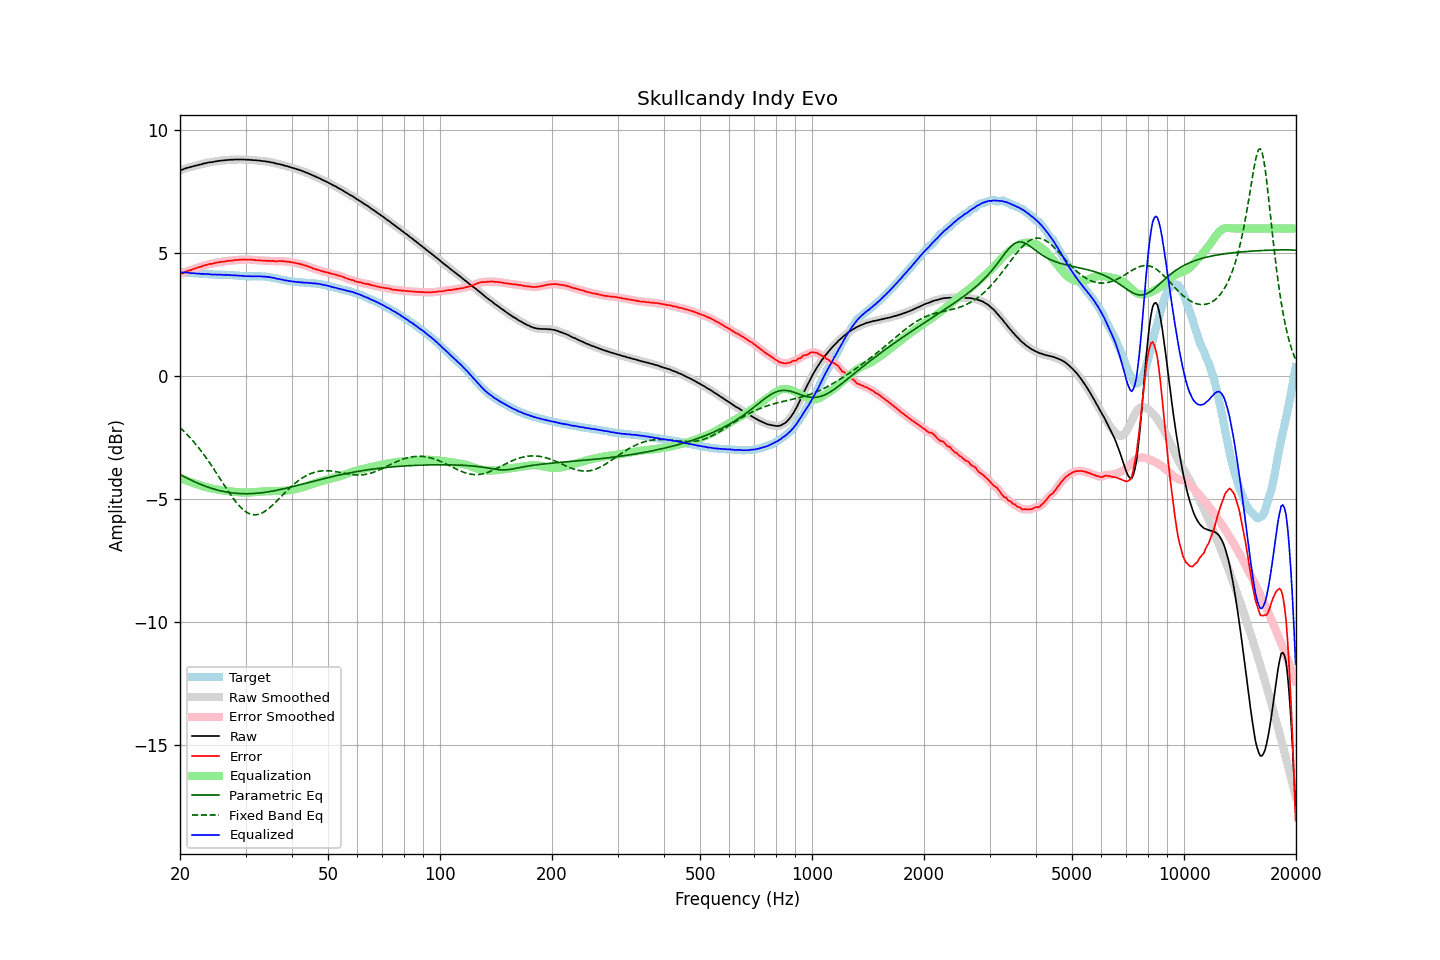 Skullcandy Indy Evo
10
5
0
−5
−10
−15
Amplitude (dBr)
Target
Raw Smoothed
Error Smoothed
Raw
Error
Equalization
Parametric Eq
Fixed Band Eq
Equalized
20 50 100 200 500 1000 2000 5000 10000 20000
Frequency (Hz)